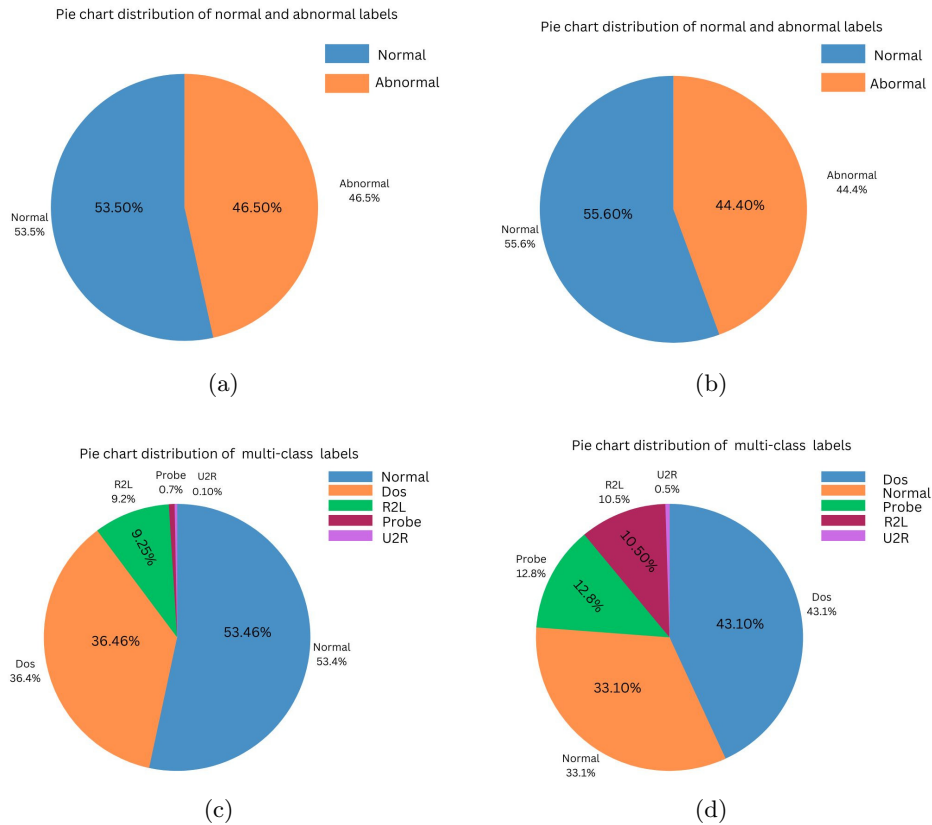 Pie chart distribution of normal and abnormal labels
Normal
Abnormal
Abnormal
46.5%
53.50%
46.50%
Normal
53.5%
(a)
Pie chart distribution of normal and abnormal labels
Normal
Abormal
Abnormal
44.4%
55.60%
44.40%
Normal
55.6%
(b)
Pie chart distribution of multi-class labels
Normal
Dos
R2L
Probe
U2R
R2L
9.2%
Probe
0.7%
U2R
0.10%
9.25%
53.46%
36.46%
Normal
53.4%
Dos
36.4%
(c)
Pie chart distribution of multi-class labels
Dos
Normal
Probe
R2L
U2R
R2L
10.5%
U2R
0.5%
10.50%
Probe
12.8%
12.8%
Dos
43.1%
43.10%
33.10%
Normal
33.1%
(d)